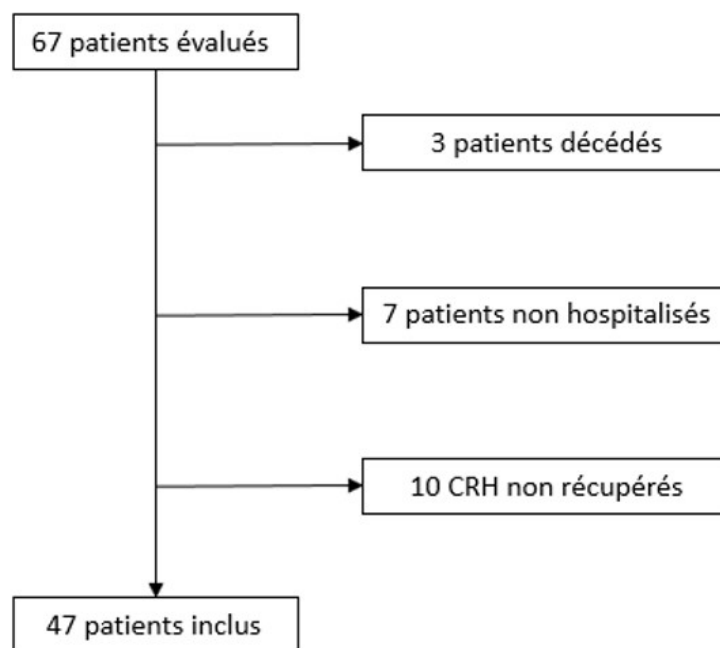 67 patients évalués
3 patients décédés
7 patients non hospitalisés
10 CRH non récupérés
47 patients inclus